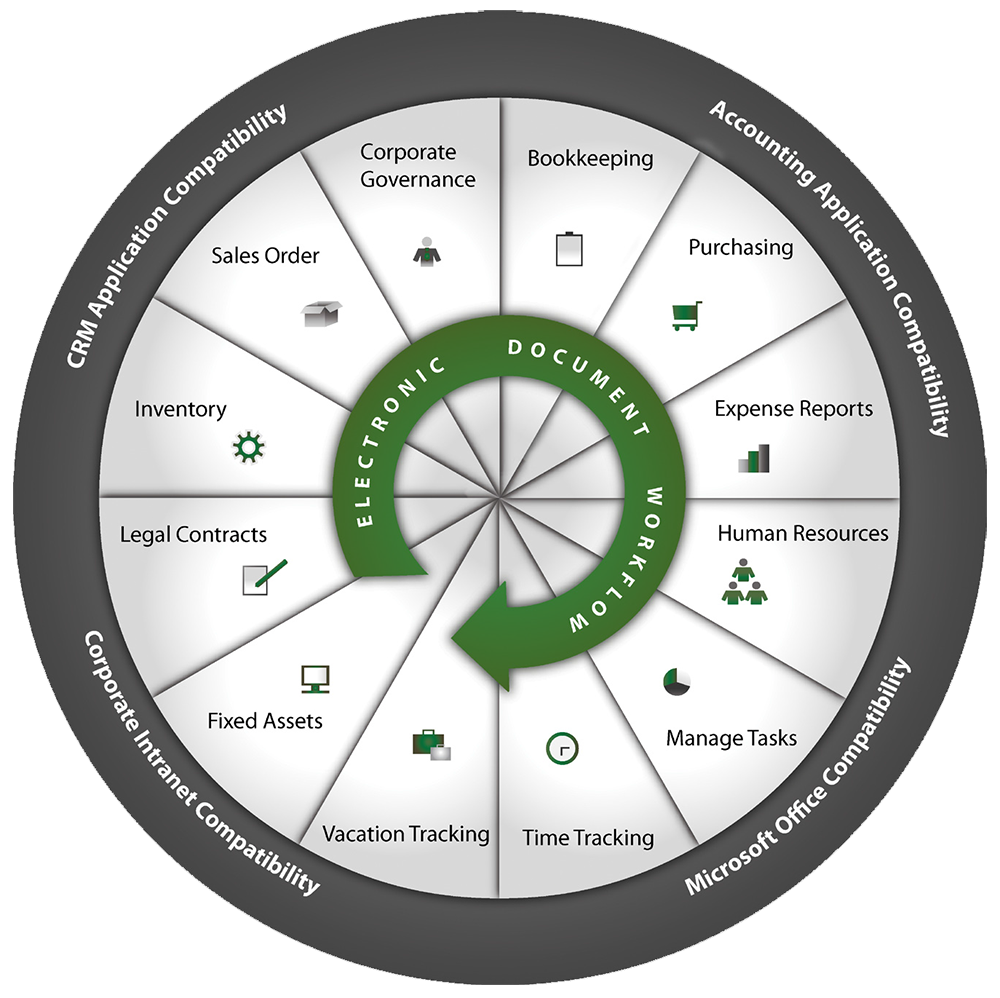 CRM Application Compatibility
Accounting Application Compatibility
Corporate
Governance
Bookkeeping
Sales Order
Purchasing
Inventory
Expense Reports
ELECTRONIC DOCUMENT WORKFLOW
Legal Contracts
Human Resources
Fixed Assets
Manage Tasks
Vacation Tracking
Time Tracking
Corporate Intranet Compatibility
Microsoft Office Compatibility